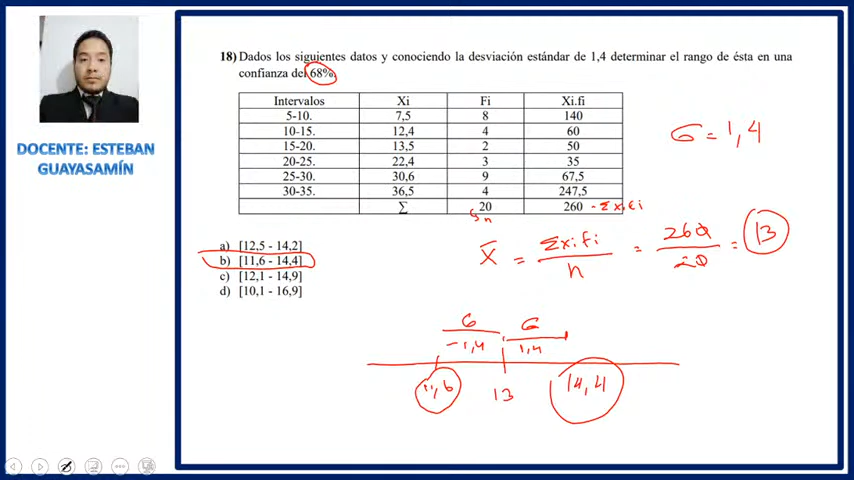 18) Dados los siguientes datos y conociendo la desviación estándar de 1,4 determinar el rango de ésta en una
confianza del 68%
Intervalos Xi Fi Xi.fi
5-10. 7,5 8 140
10-15. 12,4 4 60
15-20. 13,5 2 50
20-25. 22,4 3 35
25-30. 30,6 9 67,5
30-35. 36,5 4 247,5
∑ 20 260 - Σxi.fi
n
DOCENTE: ESTEBAN
GUAYASAMÍN
σ = 1,4
a) [12,5 - 14,2]
b) [11,6 - 14,4]
c) [12,1 - 14,9]
d) [10,1 - 16,9]
x̄ = Σxi.fi / n = 260 / 20 = 13
σ σ
-1,4 1,4
11,6 13 14,4